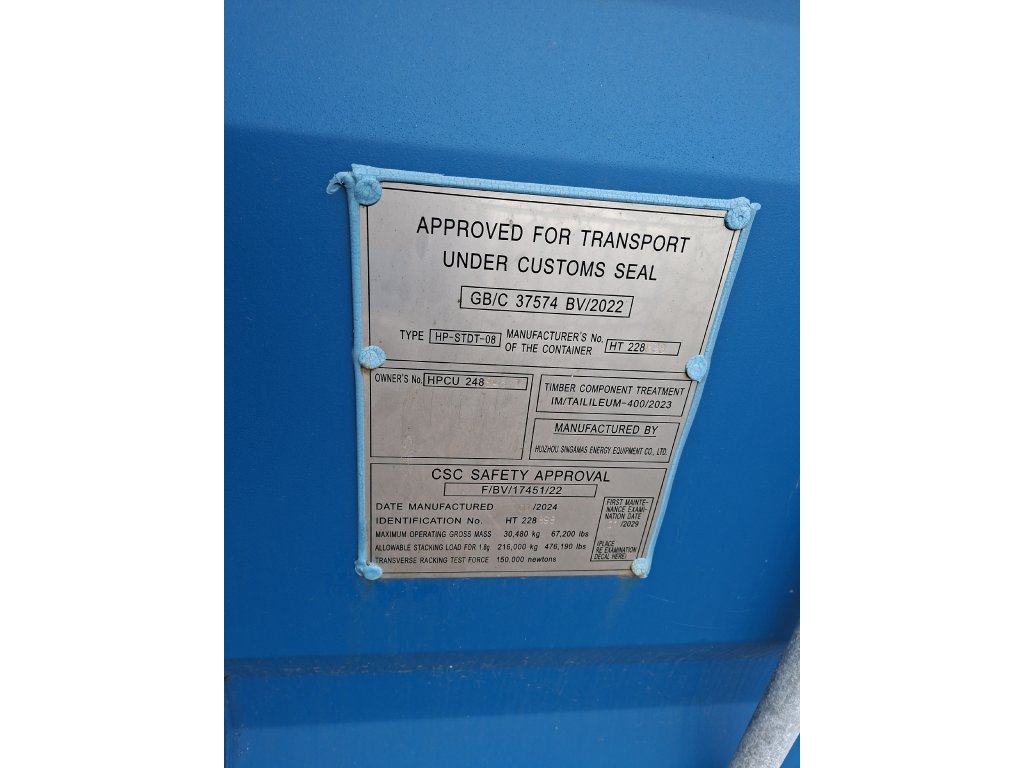 APPROVED FOR TRANSPORT
UNDER CUSTOMS SEAL
GB/C 37574 BV/2022
TYPE HP-STDT-08 MANUFACTURER'S No.
OF THE CONTAINER HT 228
OWNER'S No. HPCU 248
TIMBER COMPONENT TREATMENT
IM/TAILILEUM-400/2023
MANUFACTURED BY
HUIZHOU SINGAMAS ENERGY EQUIPMENT CO., LTD.
CSC SAFETY APPROVAL
F/BV/17451/22
DATE MANUFACTURED /2024
IDENTIFICATION No. HT 228
MAXIMUM OPERATING GROSS MASS 30,480 kg 67,200 lbs
ALLOWABLE STACKING LOAD FOR 1.8g 216,000 kg 476,190 lbs
TRANSVERSE RACKING TEST FORCE 150,000 newtons
FIRST MAINTE-
NANCE EXAMI-
NATION DATE
/2029
(PLACE
RE EXAMINATION
DECAL HERE)